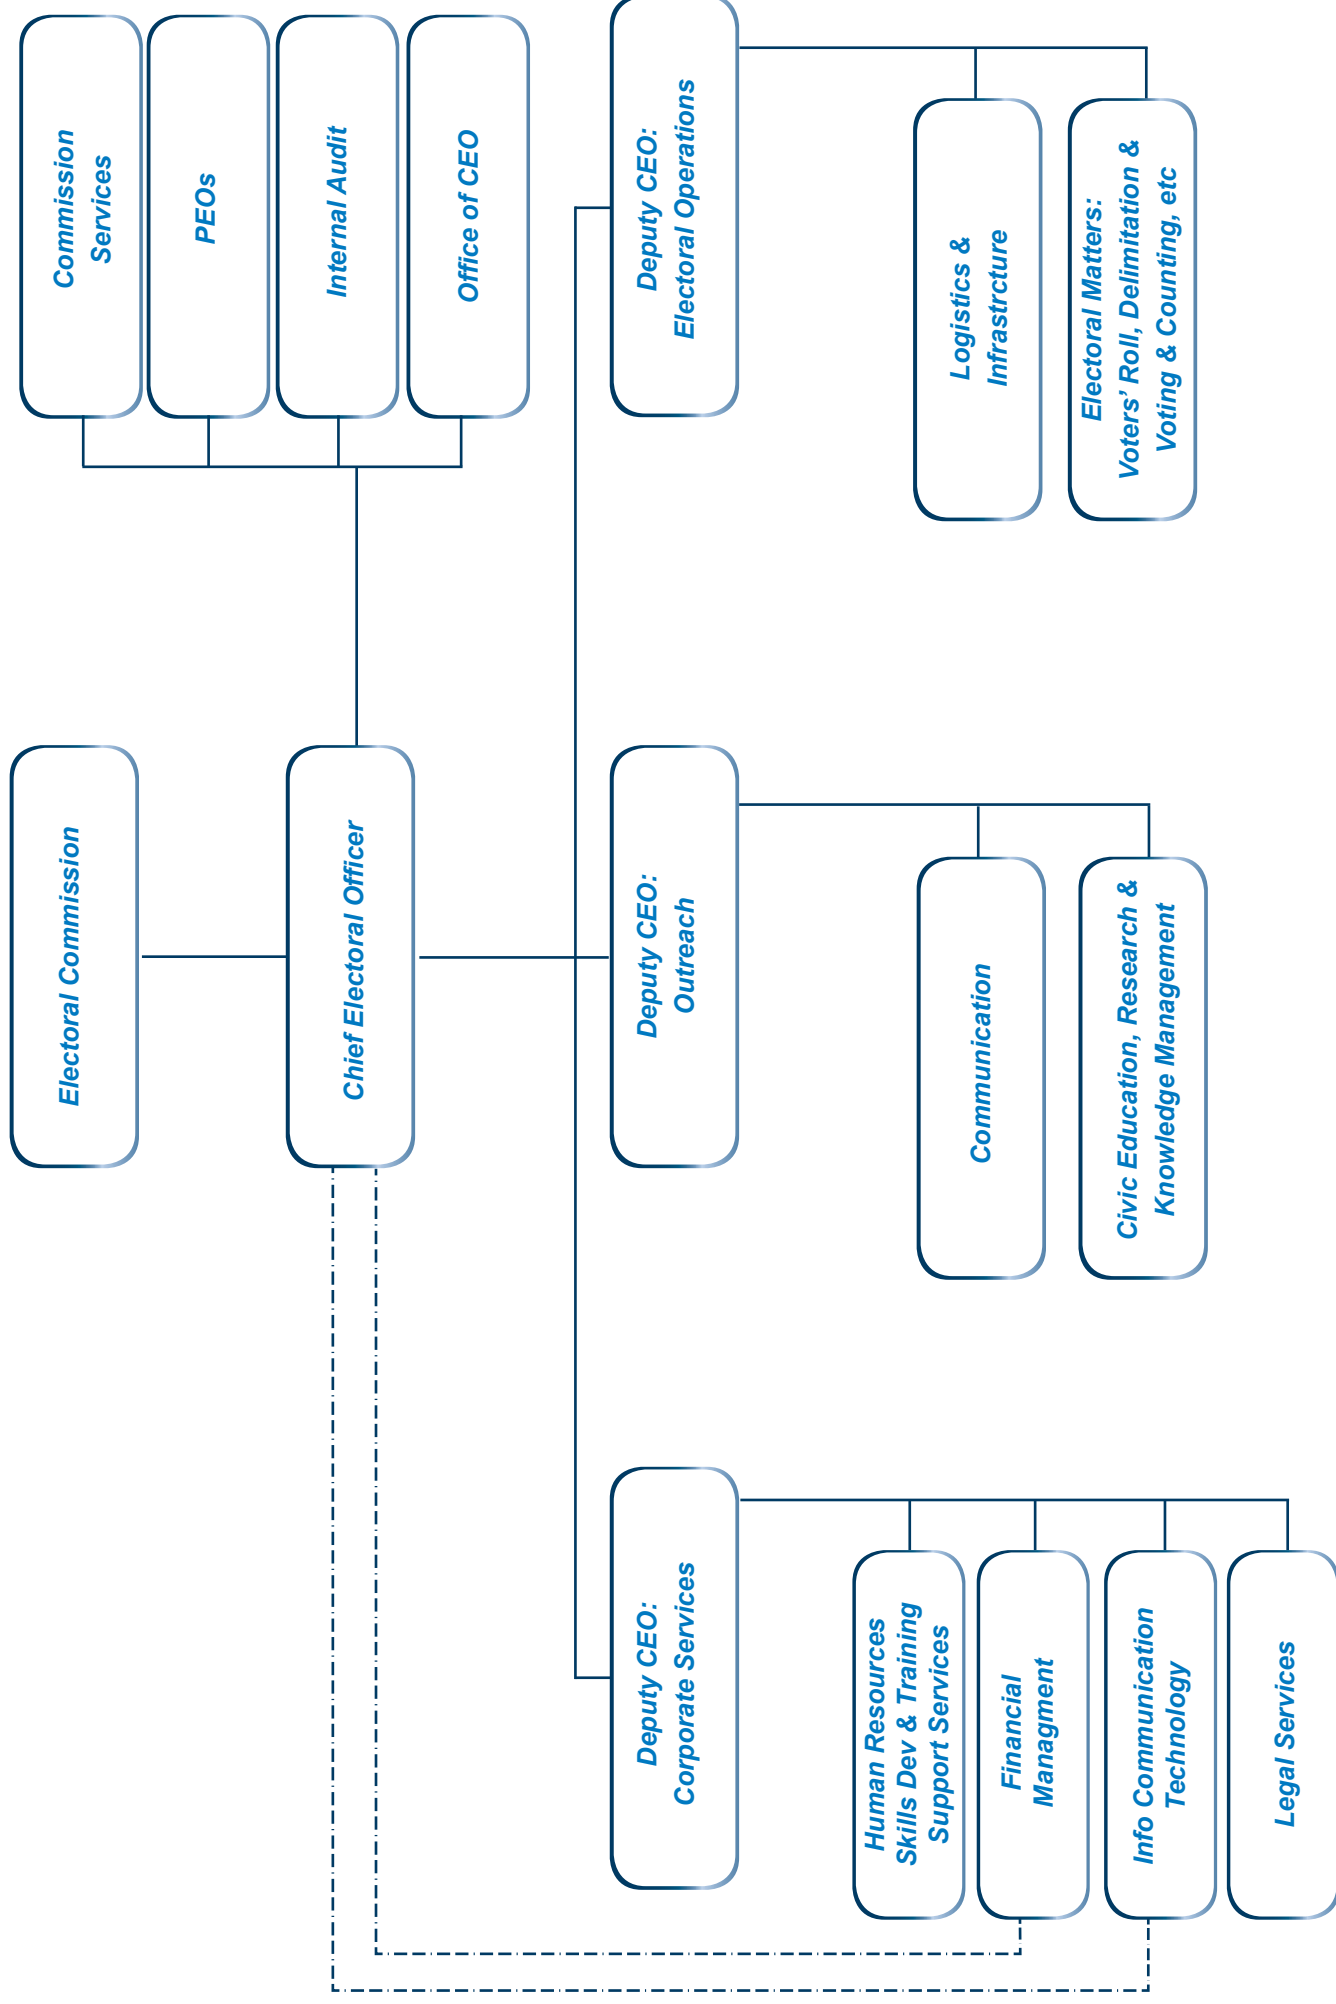 Electoral Commission
Chief Electoral Officer
Commission
Services
PEOs
Internal Audit
Office of CEO
Deputy CEO:
Corporate Services
Deputy CEO:
Outreach
Deputy CEO:
Electoral Operations
Human Resources
Skills Dev & Training
Support Services
Financial
Managment
Info Communication
Technology
Legal Services
Communication
Civic Education, Research &
Knowledge Management
Logistics &
Infrastrcture
Electoral Matters:
Voters’ Roll, Delimitation &
Voting & Counting, etc